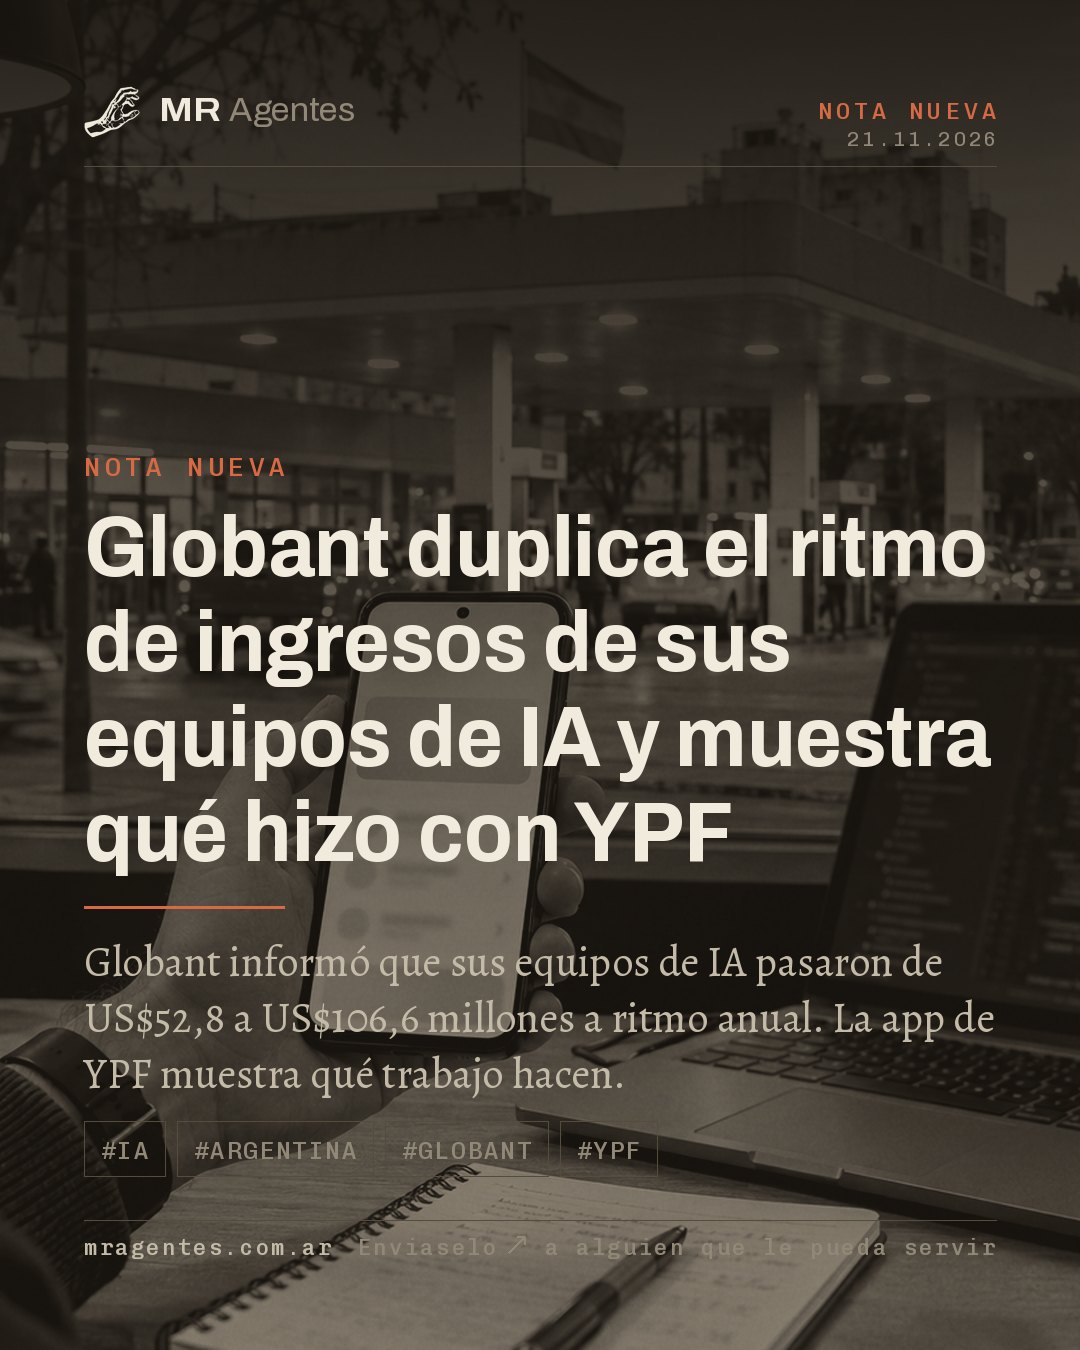 MR Agentes
NOTA NUEVA
21.11.2026
NOTA NUEVA
Globant duplica el ritmo
de ingresos de sus
equipos de IA y muestra
qué hizo con YPF
Globant informó que sus equipos de IA pasaron de
US$52,8 a US$106,6 millones a ritmo anual. La app de
YPF muestra qué trabajo hacen.
#IA #ARGENTINA #GLOBANT #YPF
mragentes.com.ar Enviaselo ↗ a alguien que le pueda servir